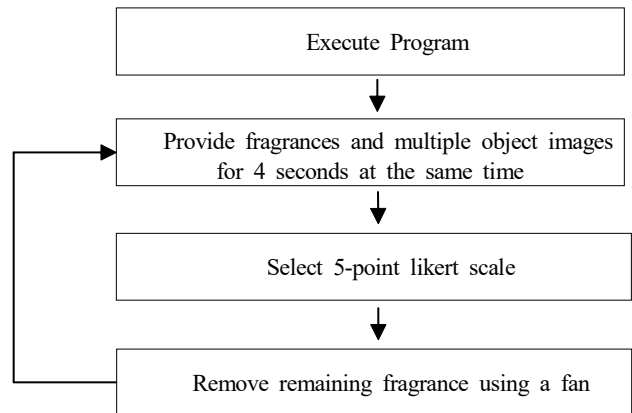 Execute Program
Provide fragrances and multiple object images
for 4 seconds at the same time
Select 5-point likert scale
Remove remaining fragrance using a fan